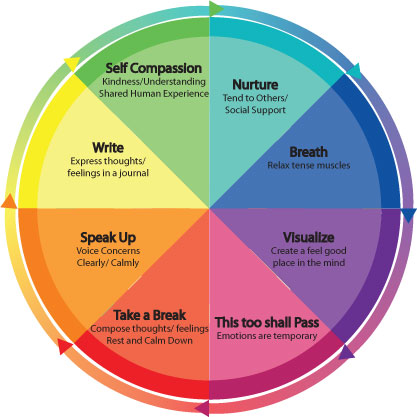 Self Compassion
Kindness/Understanding
Shared Human Experience
Nurture
Tend to Others/
Social Support
Breath
Relax tense muscles
Visualize
Create a feel good
place in the mind
This too shall Pass
Emotions are temporary
Take a Break
Compose thoughts/ feelings
Rest and Calm Down
Speak Up
Voice Concerns
Clearly/ Calmly
Write
Express thoughts/
feelings in a journal